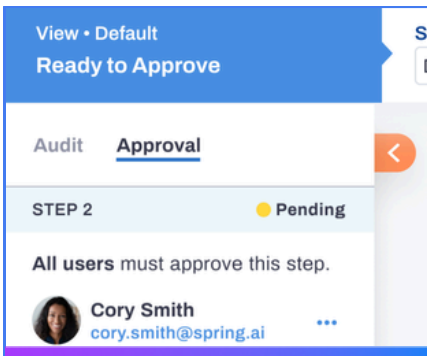 View • Default
Ready to Approve
Audit Approval
STEP 2 Pending
All users must approve this step.
Cory Smith
cory.smith@spring.ai